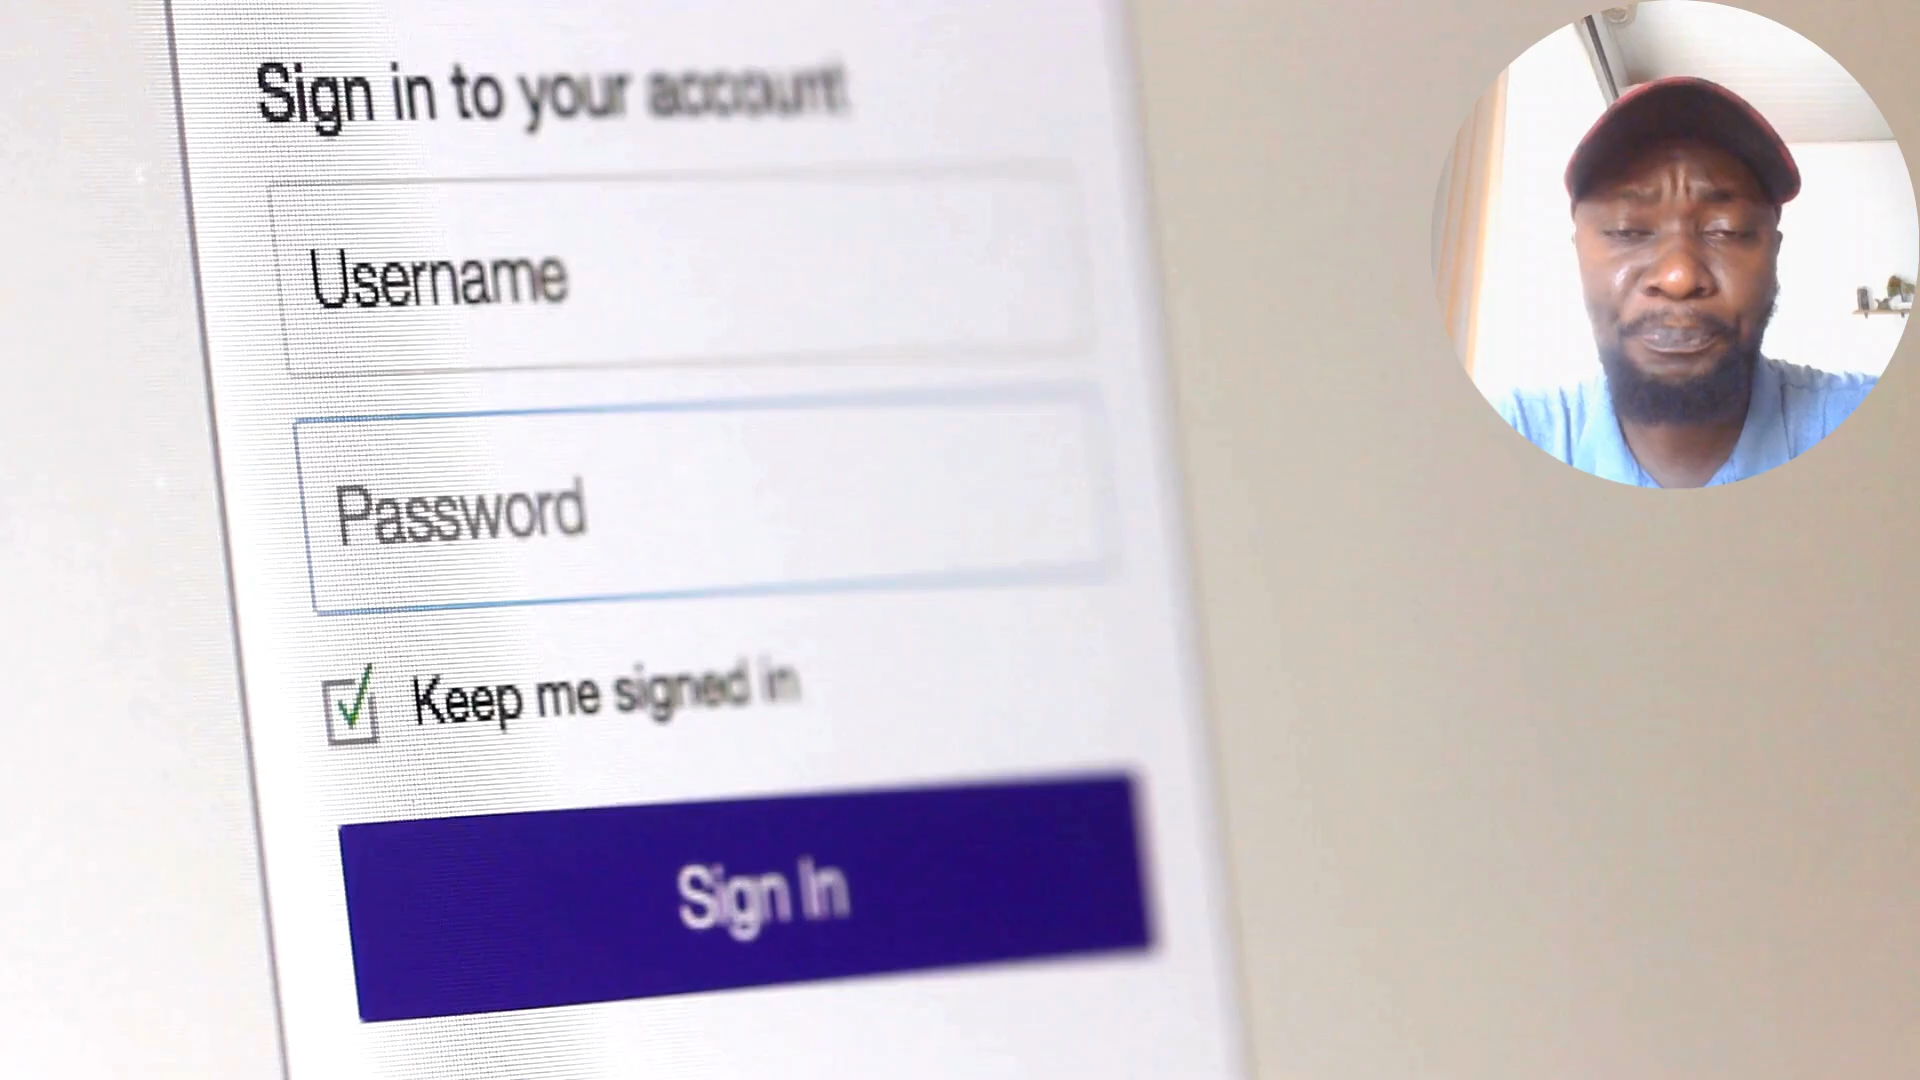 Sign in to your account
Username
Password
Keep me signed in
Sign In